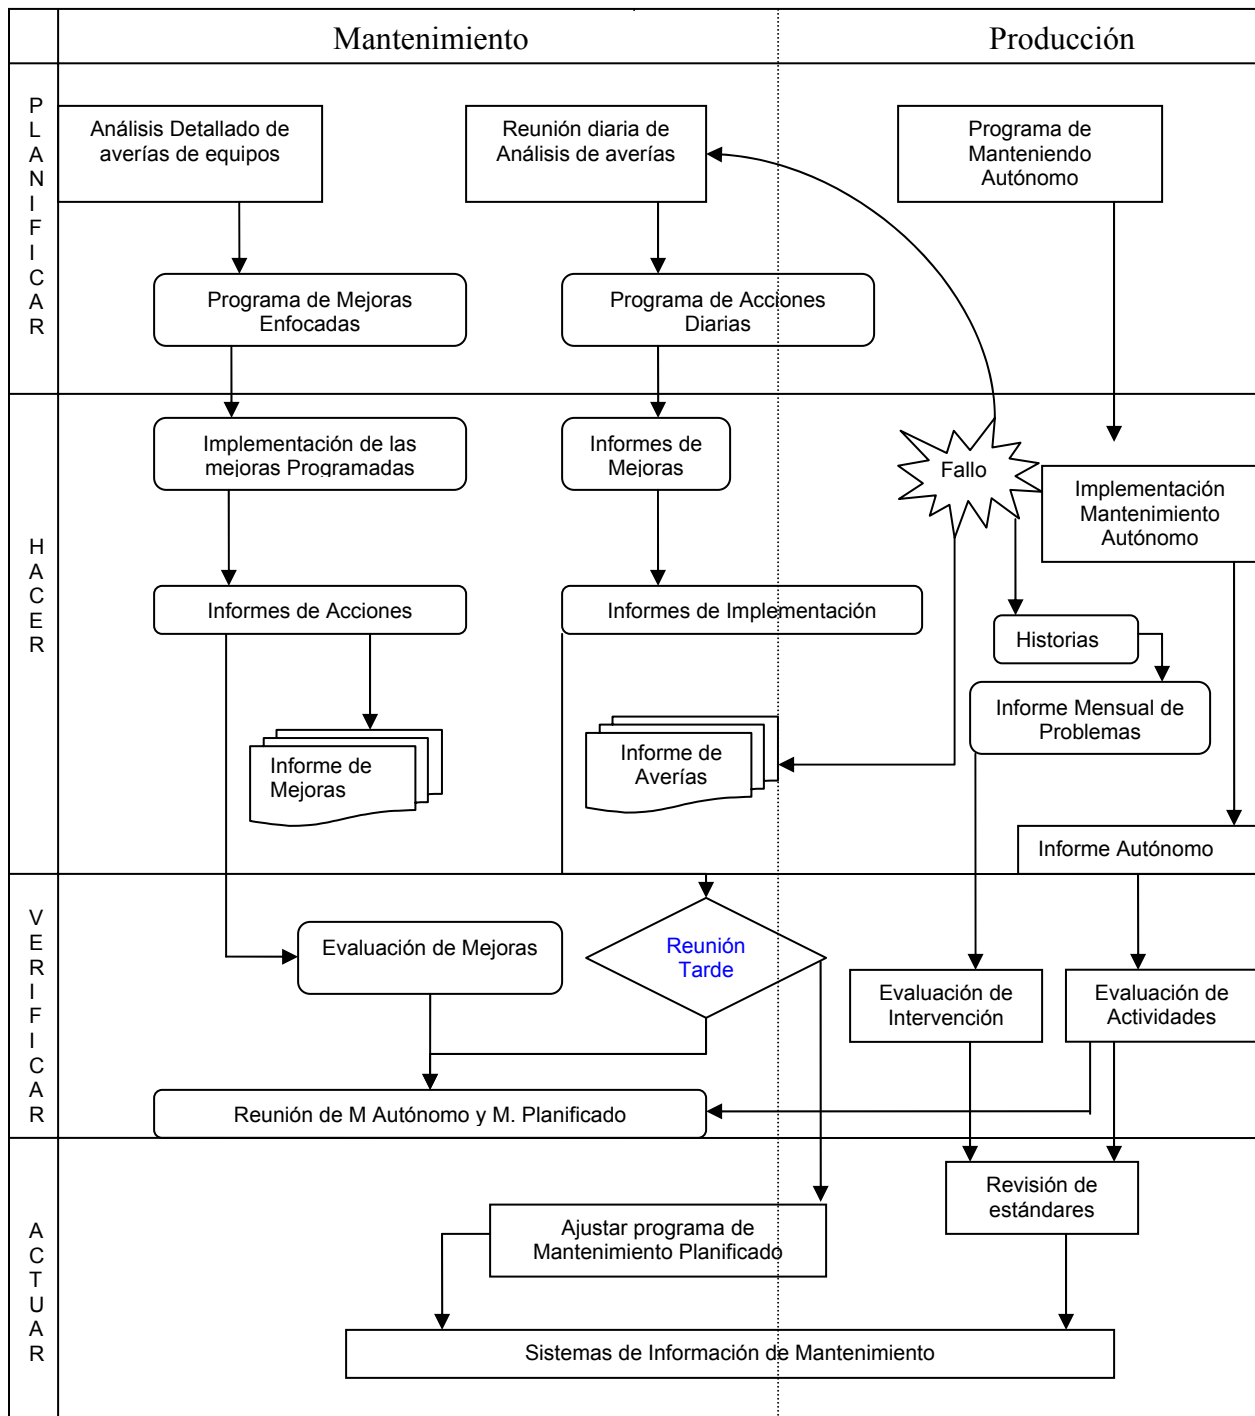 Mantenimiento
Producción
P
L
A
N
I
F
I
C
A
R
Análisis Detallado de
averías de equipos
Reunión diaria de
Análisis de averías
Programa de
Manteniendo
Autónomo
Programa de Mejoras
Enfocadas
Programa de Acciones
Diarias
H
A
C
E
R
Implementación de las
mejoras Programadas
Informes de
Mejoras
Fallo
Implementación
Mantenimiento
Autónomo
Informes de Acciones
Informes de Implementación
Historias
Informe Mensual de
Problemas
Informe de
Mejoras
Informe de
Averías
Informe Autónomo
V
E
R
I
F
I
C
A
R
Evaluación de Mejoras
Reunión
Tarde
Evaluación de
Intervención
Evaluación de
Actividades
Reunión de M Autónomo y M. Planificado
A
C
T
U
A
R
Revisión de
estándares
Ajustar programa de
Mantenimiento Planificado
Sistemas de Información de Mantenimiento